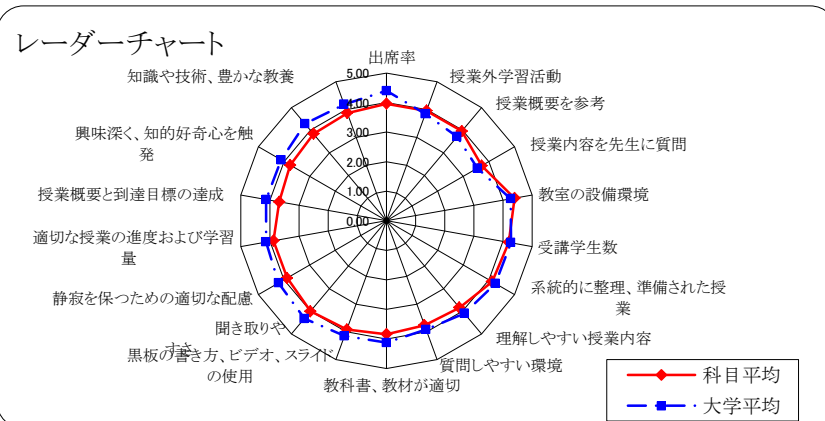 レーダーチャート
出席率
授業外学習活動
授業概要を参考
授業内容を先生に質問
教室の設備環境
受講学生数
系統的に整理、準備された授
業
理解しやすい授業内容
質問しやすい環境
教科書、教材が適切
黒板の書き方、ビデオ、スライド
の使用
聞き取りや
すさ
静寂を保つための適切な配慮
適切な授業の進度および学習
量
授業概要と到達目標の達成
興味深く、知的好奇心を触
発
知識や技術、豊かな教養
5.00
4.00
3.00
2.00
1.00
0.00
科目平均
大学平均